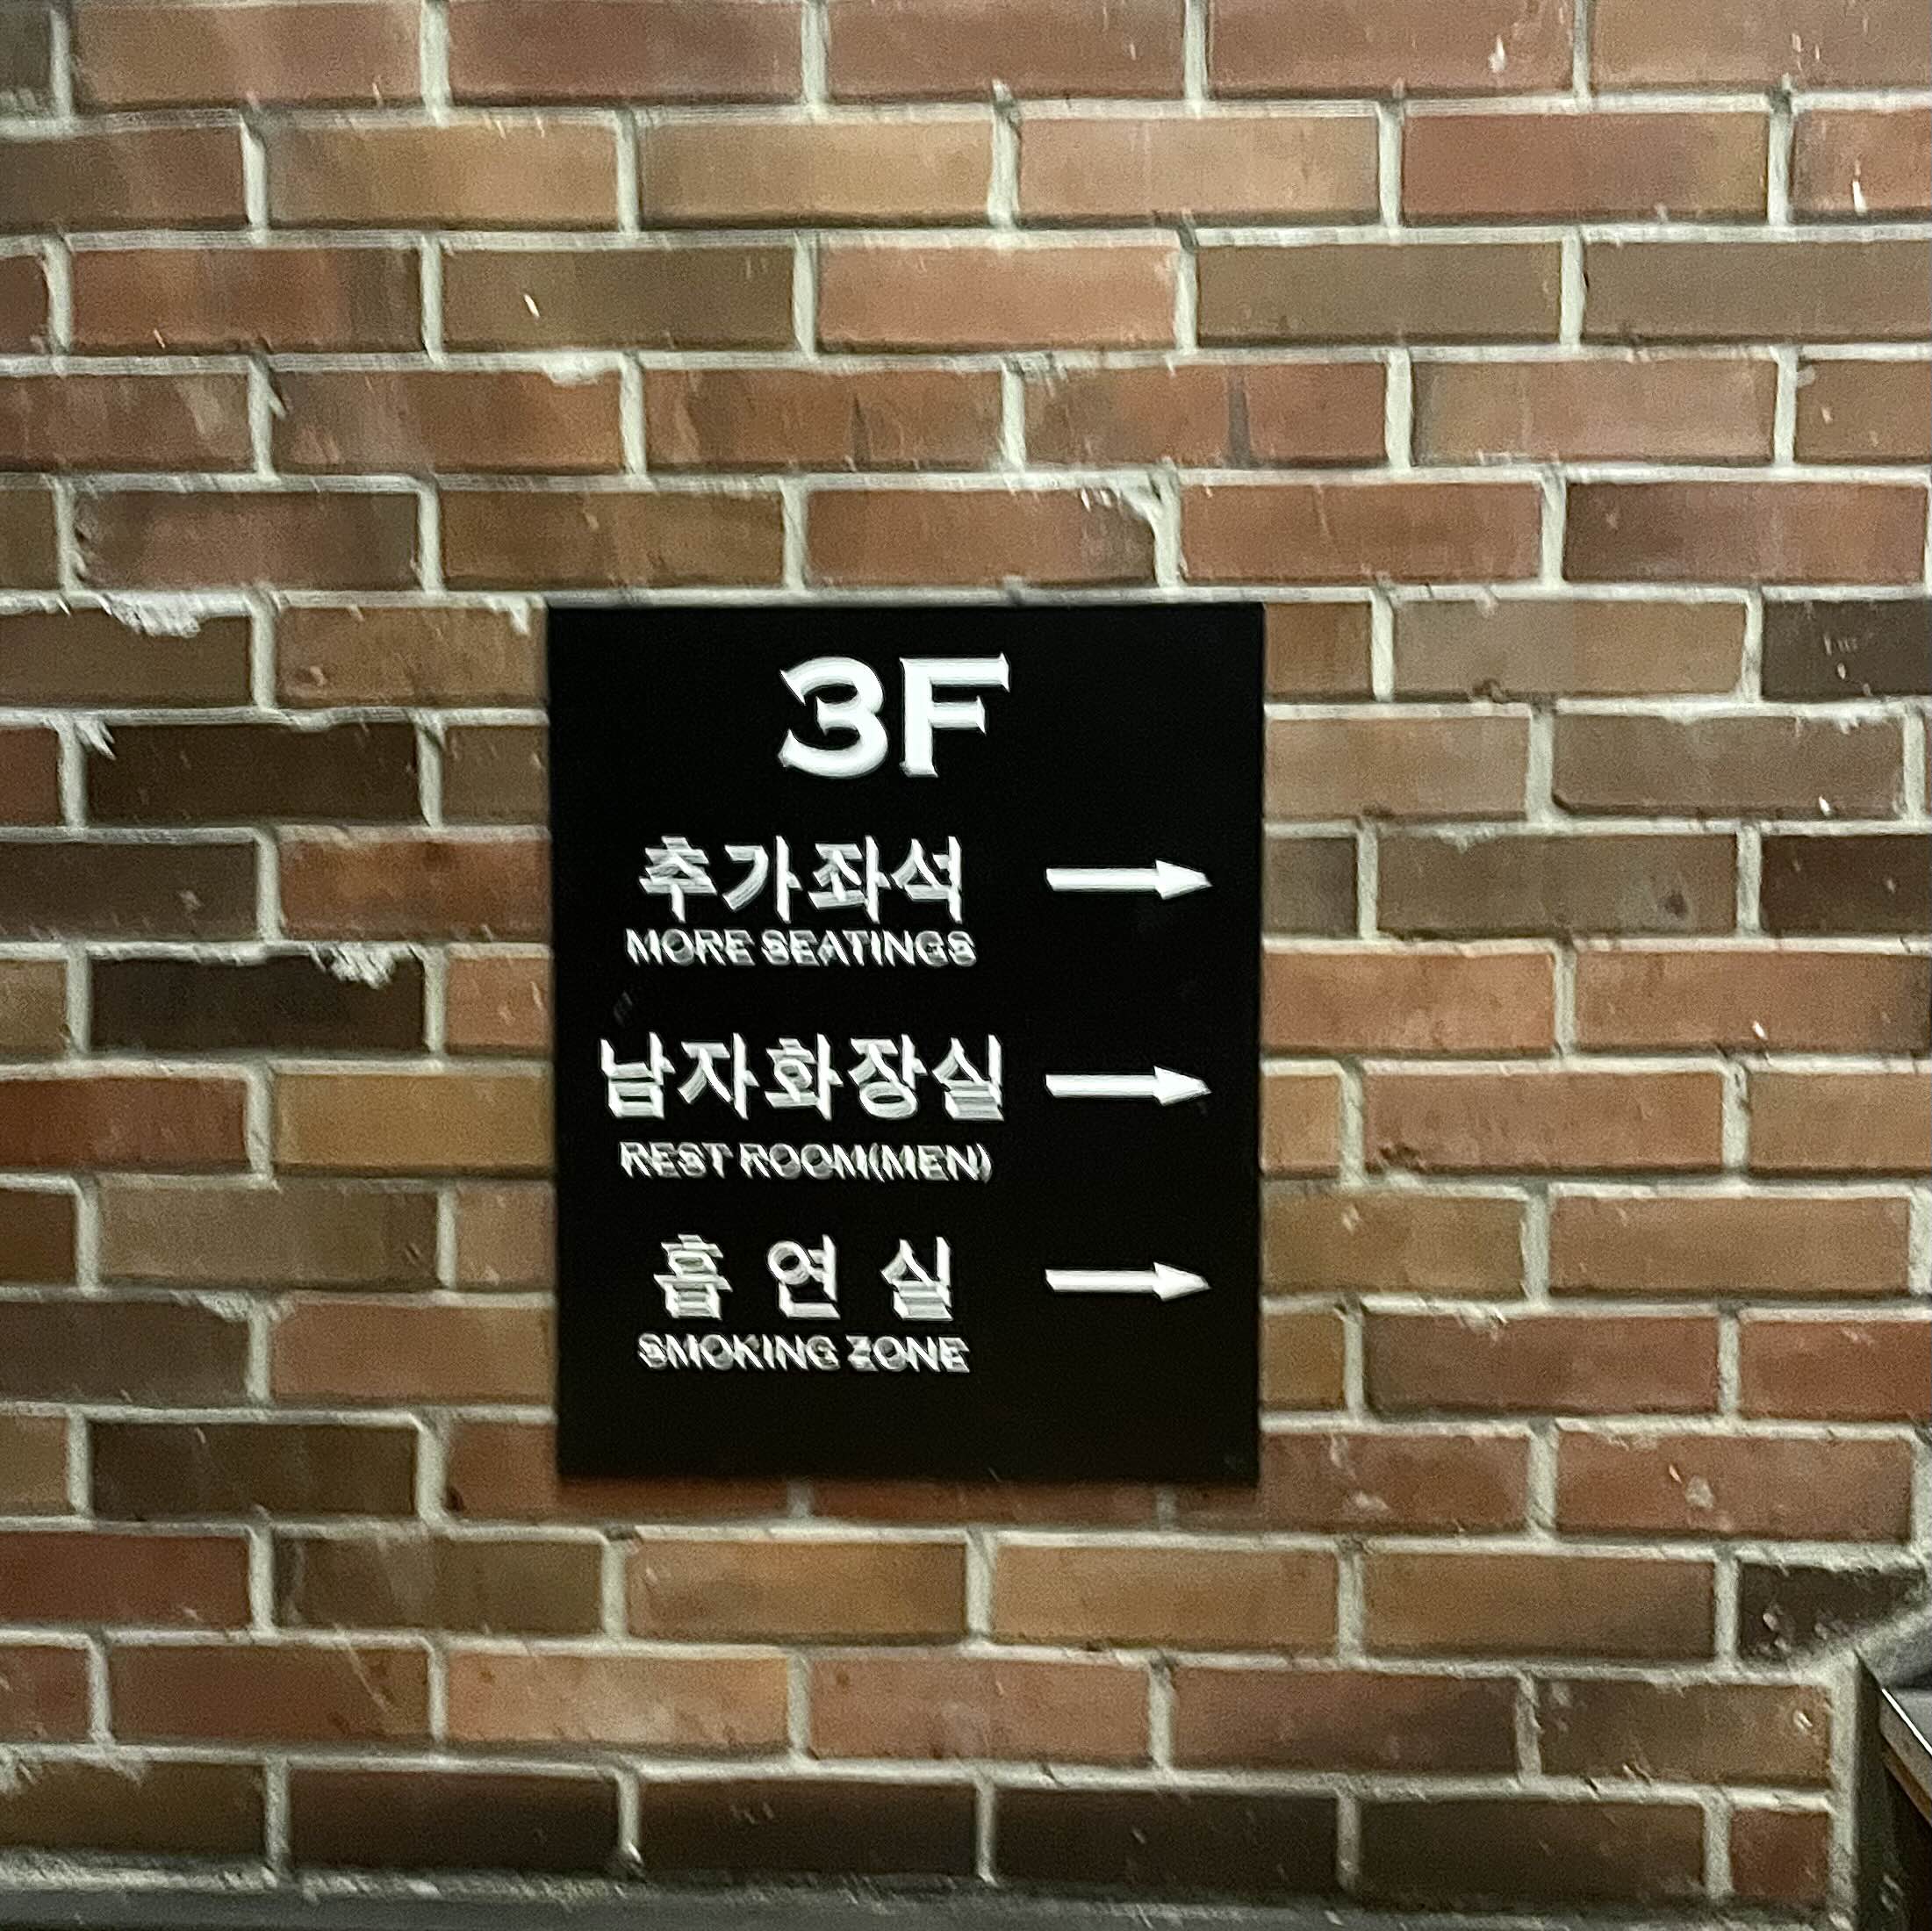 3F
추가좌석 →
MORE SEATINGS
남자화장실 →
REST ROOM(MEN)
흡 연 실 →
SMOKING ZONE